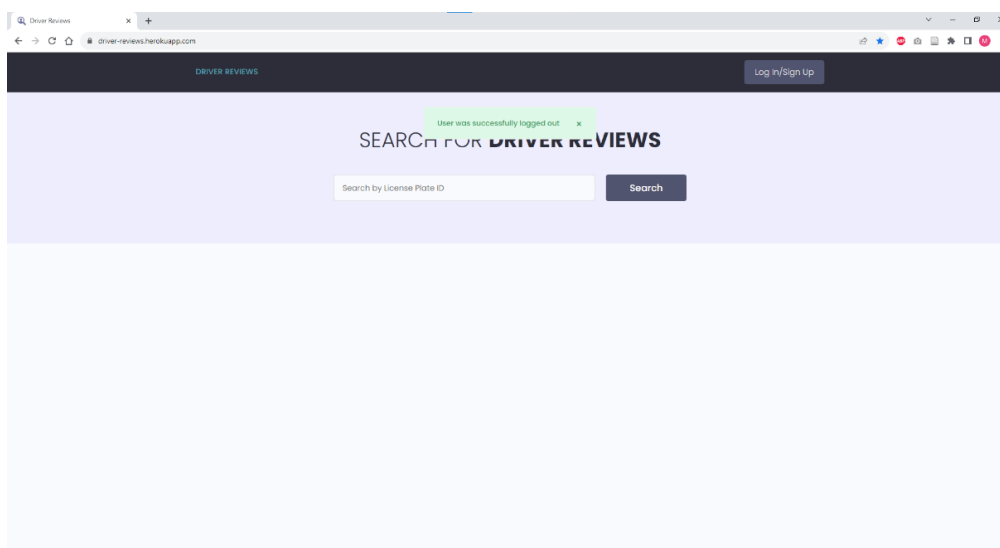 Driver Reviews
driver-reviews.herokuapp.com
DRIVER REVIEWS
Log In/Sign Up
User was successfully logged out
SEARCH FOR DRIVER REVIEWS
Search by License Plate ID
Search